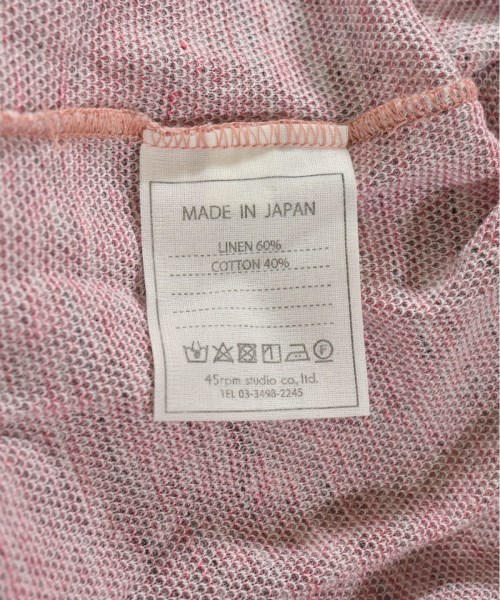 MADE IN JAPAN
LINEN 60%
COTTON 40%
45rpm studio co., ltd.
TEL 03-3498-2245